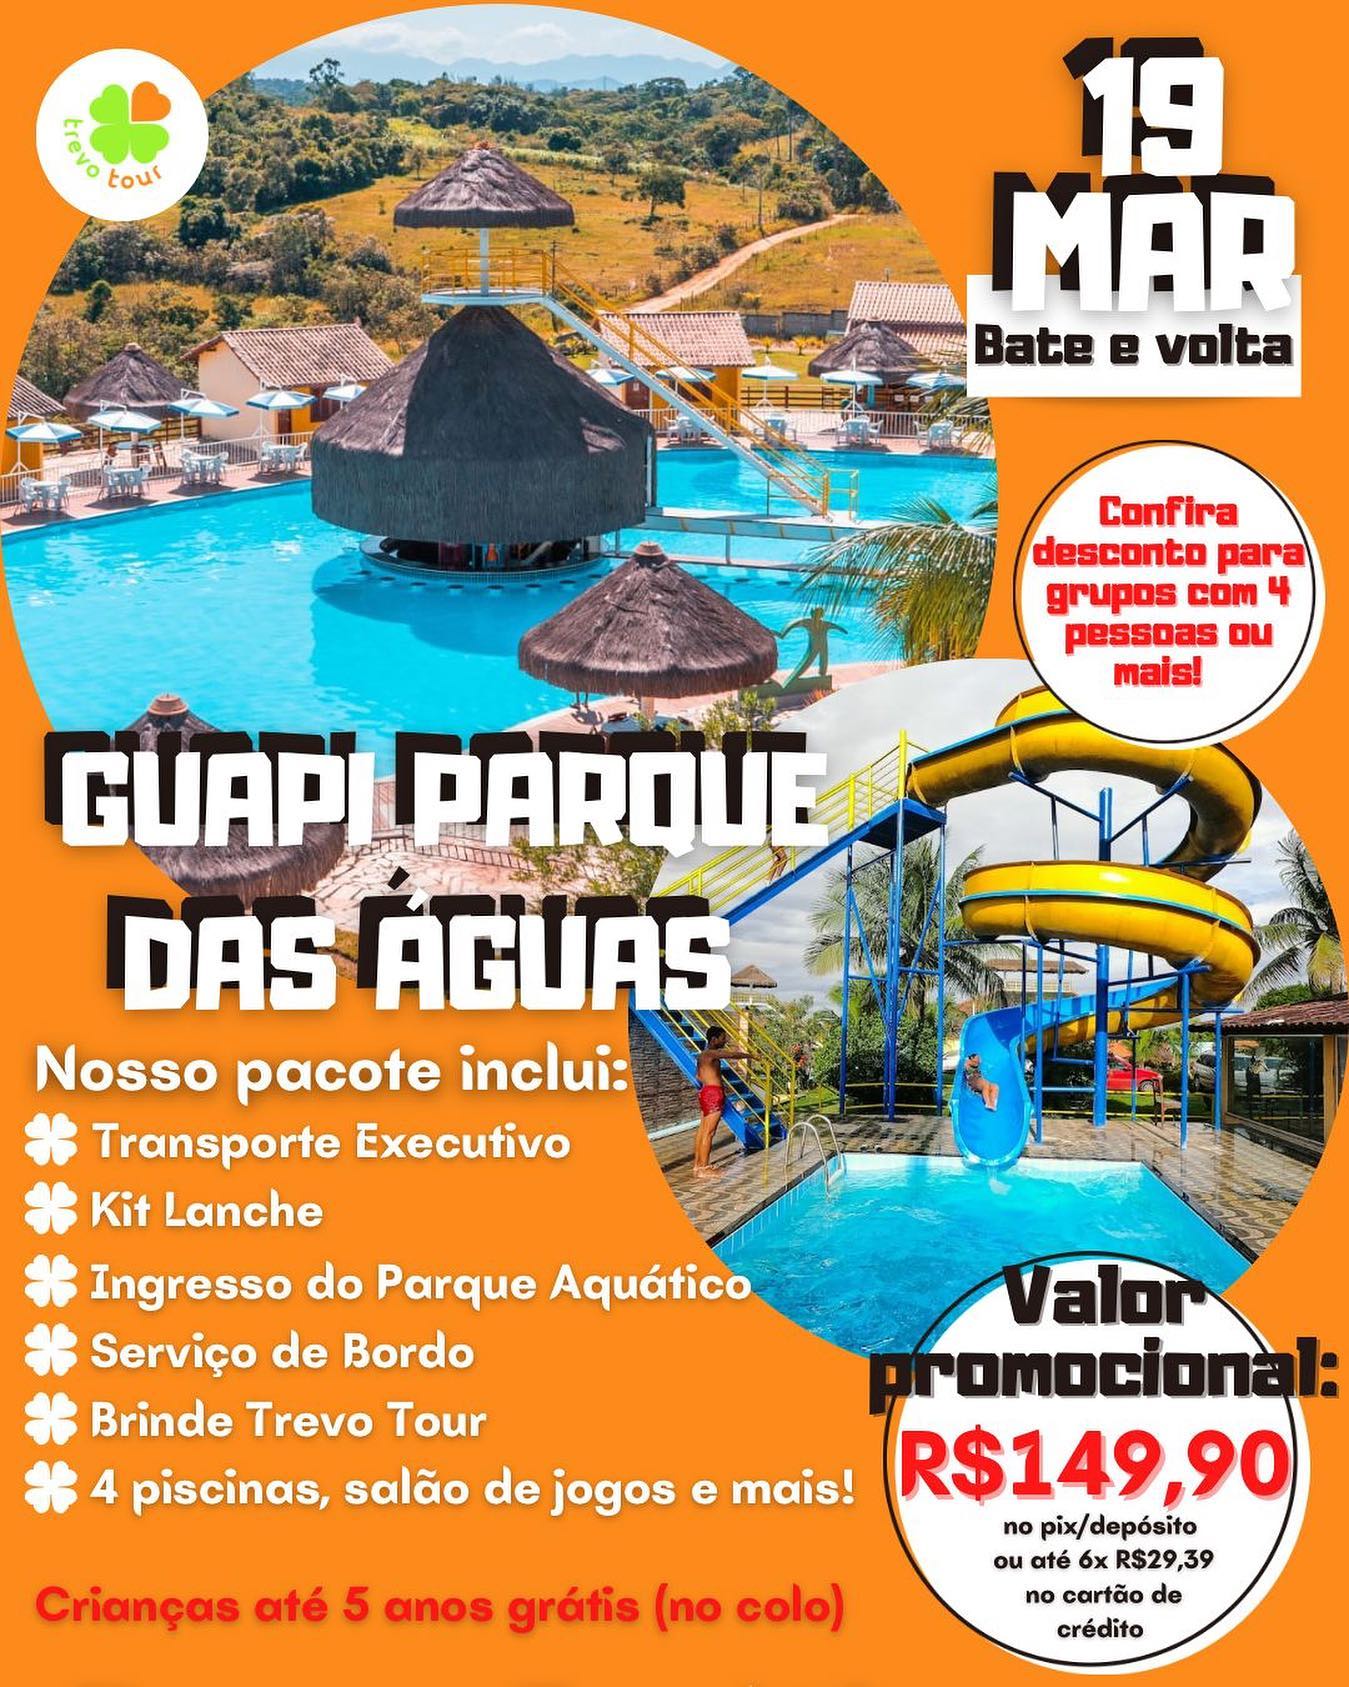 trevo tour
19
MAR
Bate e volta
Confira
desconto para
grupos com 4
pessoas ou
mais!
GUAPI PARQUE
DAS ÁGUAS
Nosso pacote inclui:
Transporte Executivo
Kit Lanche
Ingresso do Parque Aquático
Serviço de Bordo
Brinde Trevo Tour
4 piscinas, salão de jogos e mais!
Crianças até 5 anos grátis (no colo)
Valor
promocional:
R$149,90
no pix/depósito
ou até 6x R$29,39
no cartão de
crédito